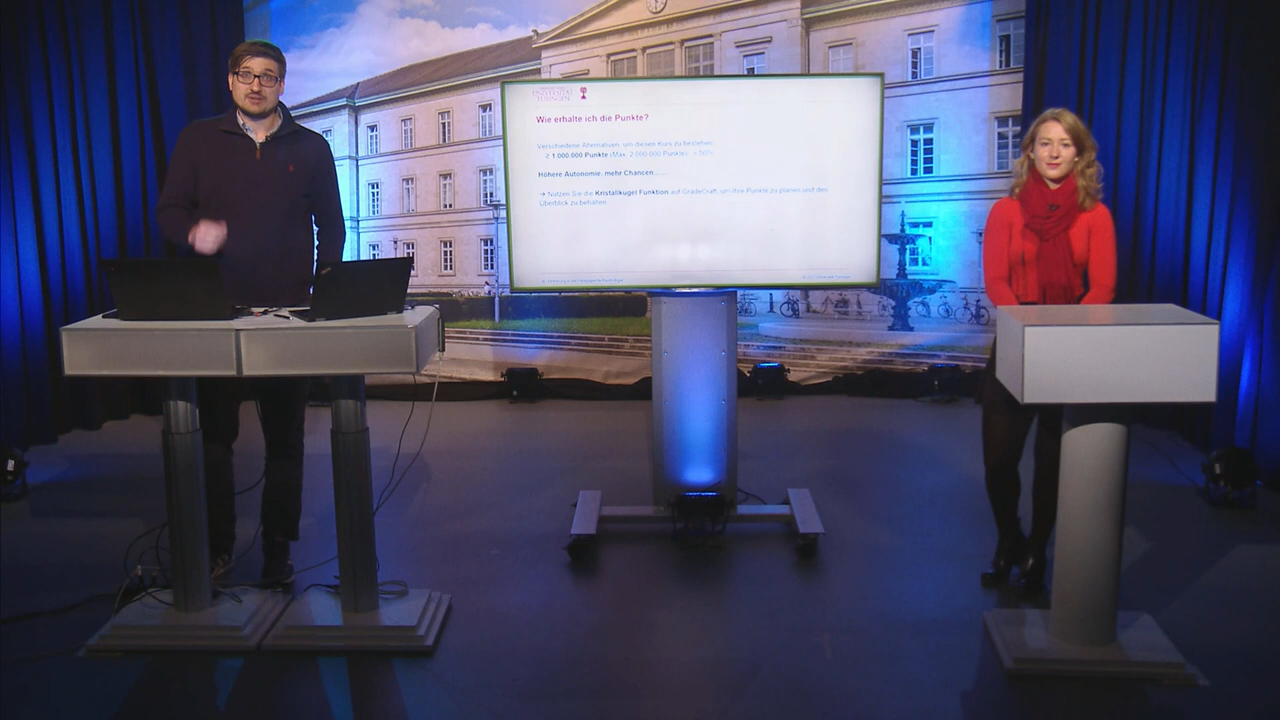 UNIVERSITÄT
TÜBINGEN
Wie erhalte ich die Punkte?
Verschiedene Alternativen, um diesen Kurs zu bestehen:
≥ 1.000.000 Punkte (Max. 2.000.000 Punkte);
Höhere Autonomie, mehr Chancen......
➔ Nutzen Sie die Kristallkugel Funktion auf GradeCraft, um Ihre Punkte zu planen und den
Überblick zu behalten.